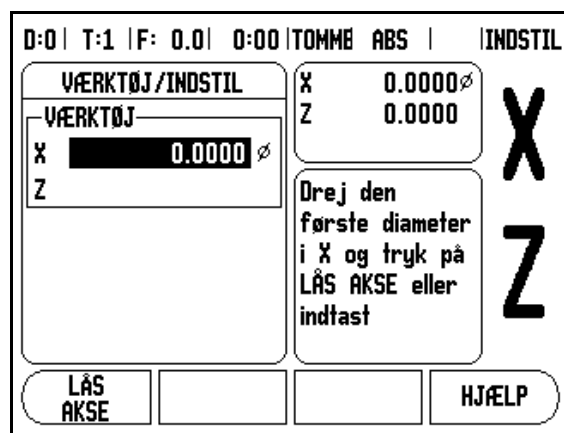 D:0 | T:1 | F: 0.0 | 0:00 | TOMME ABS | | INDSTIL
VÆRKTØJ/INDSTIL
VÆRKTØJ
X 0.0000 ø
Z
X 0.0000 ø
Z 0.0000
Drej den
første diameter
i X og tryk på
LÅS AKSE eller
indtast
X
Z
LÅS
AKSE
HJÆLP